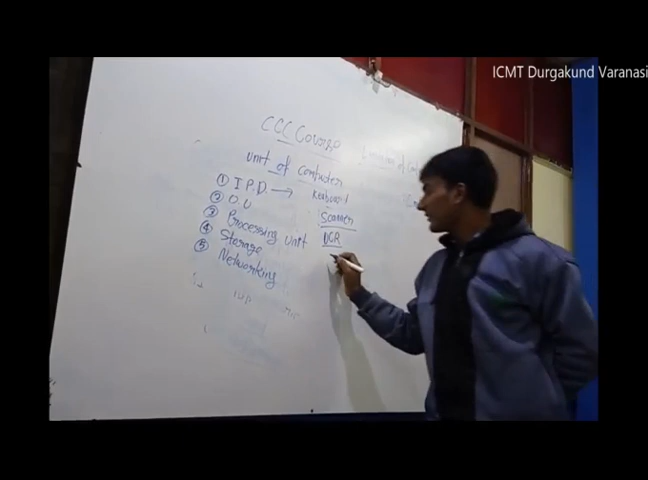 ICMT Durgakund Varanasi
CCC Course
Unit of Computer
① I.P.D. → Keyboard
② O.U Scanner
③ Processing unit OCR
④ Storage
⑤ Networking